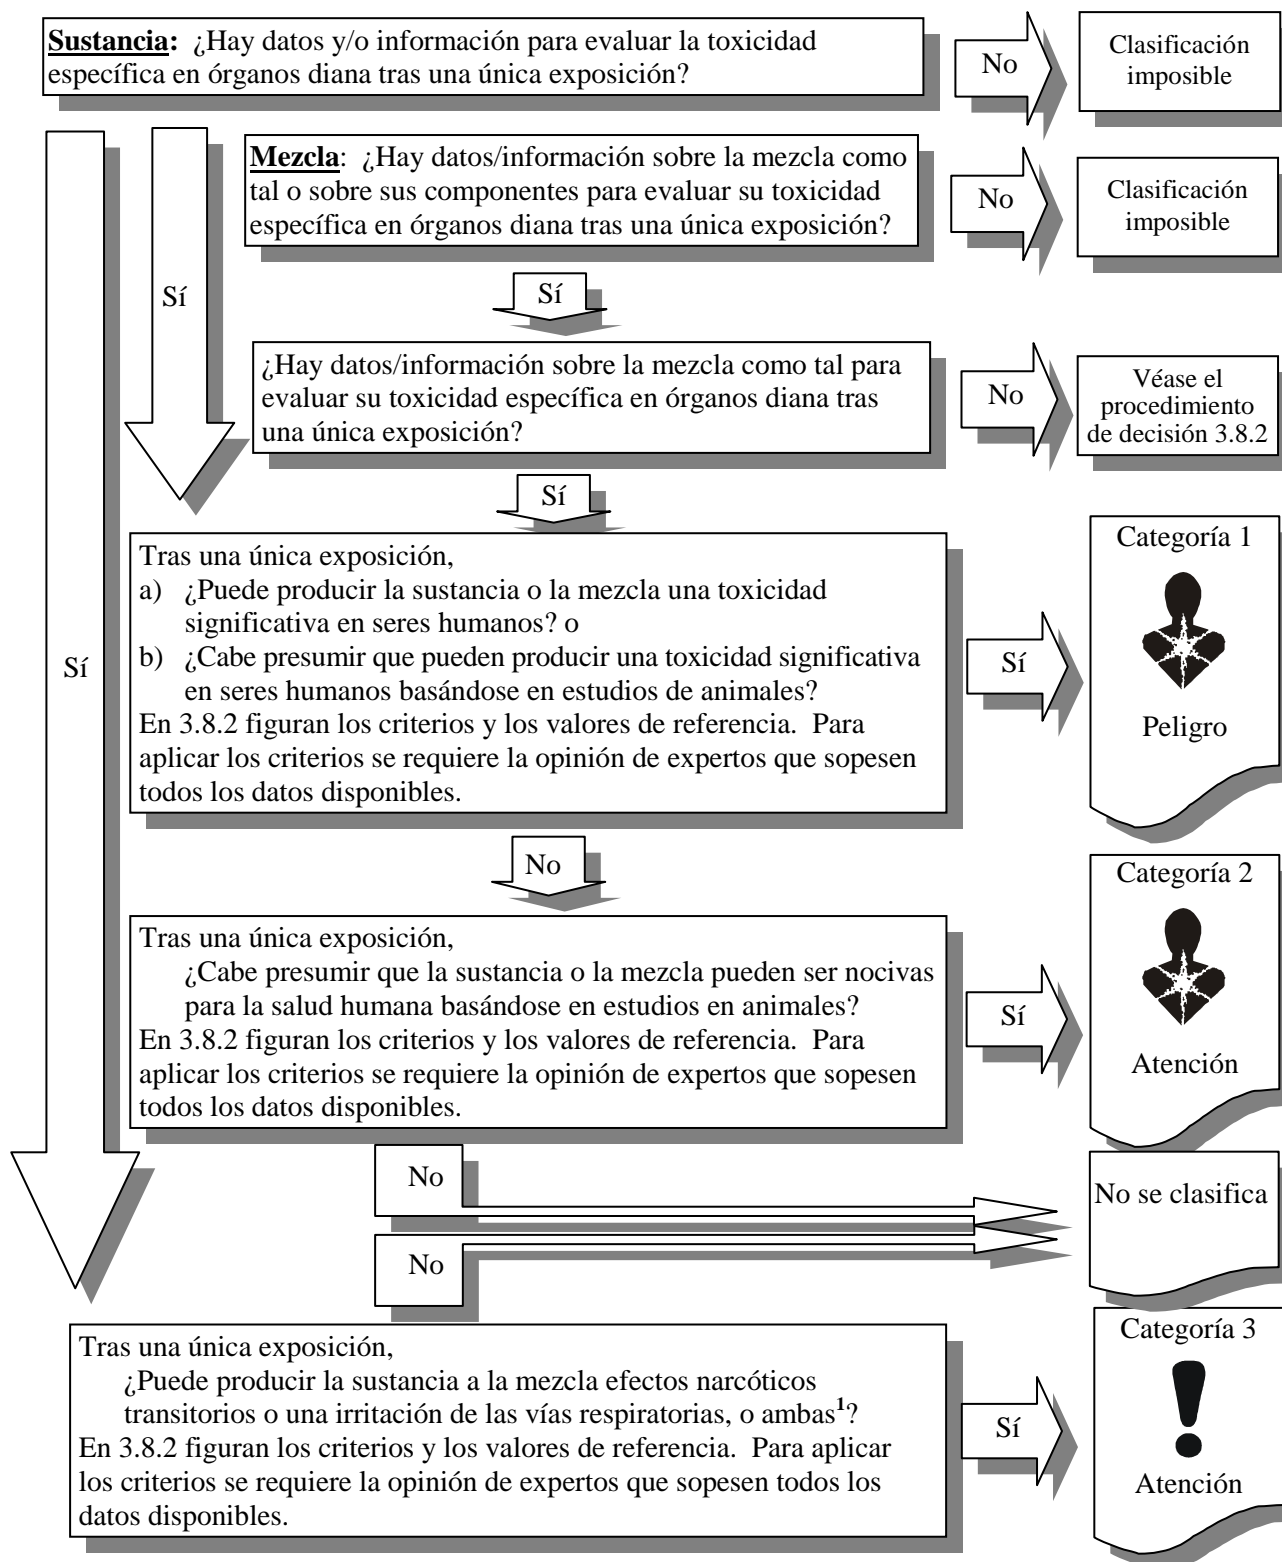 Sustancia: ¿Hay datos y/o información para evaluar la toxicidad
específica en órganos diana tras una única exposición?
No
Clasificación
imposible
Mezcla: ¿Hay datos/información sobre la mezcla como
tal o sobre sus componentes para evaluar su toxicidad
específica en órganos diana tras una única exposición?
No
Clasificación
imposible
Sí
Sí
¿Hay datos/información sobre la mezcla como tal para
evaluar su toxicidad específica en órganos diana tras
una única exposición?
No
Véase el
procedimiento
de decisión 3.8.2
Sí
Sí
Tras una única exposición,
a) ¿Puede producir la sustancia o la mezcla una toxicidad
significativa en seres humanos? o
b) ¿Cabe presumir que pueden producir una toxicidad significativa
en seres humanos basándose en estudios de animales?
En 3.8.2 figuran los criterios y los valores de referencia. Para
aplicar los criterios se requiere la opinión de expertos que sopesen
todos los datos disponibles.
Sí
Categoría 1
Peligro
No
Tras una única exposición,
¿Cabe presumir que la sustancia o la mezcla pueden ser nocivas
para la salud humana basándose en estudios en animales?
En 3.8.2 figuran los criterios y los valores de referencia. Para
aplicar los criterios se requiere la opinión de expertos que sopesen
todos los datos disponibles.
Sí
Categoría 2
Atención
No
No se clasifica
No
Tras una única exposición,
¿Puede producir la sustancia a la mezcla efectos narcóticos
transitorios o una irritación de las vías respiratorias, o ambas¹?
En 3.8.2 figuran los criterios y los valores de referencia. Para aplicar
los criterios se requiere la opinión de expertos que sopesen todos los
datos disponibles.
Sí
Categoría 3
Atención